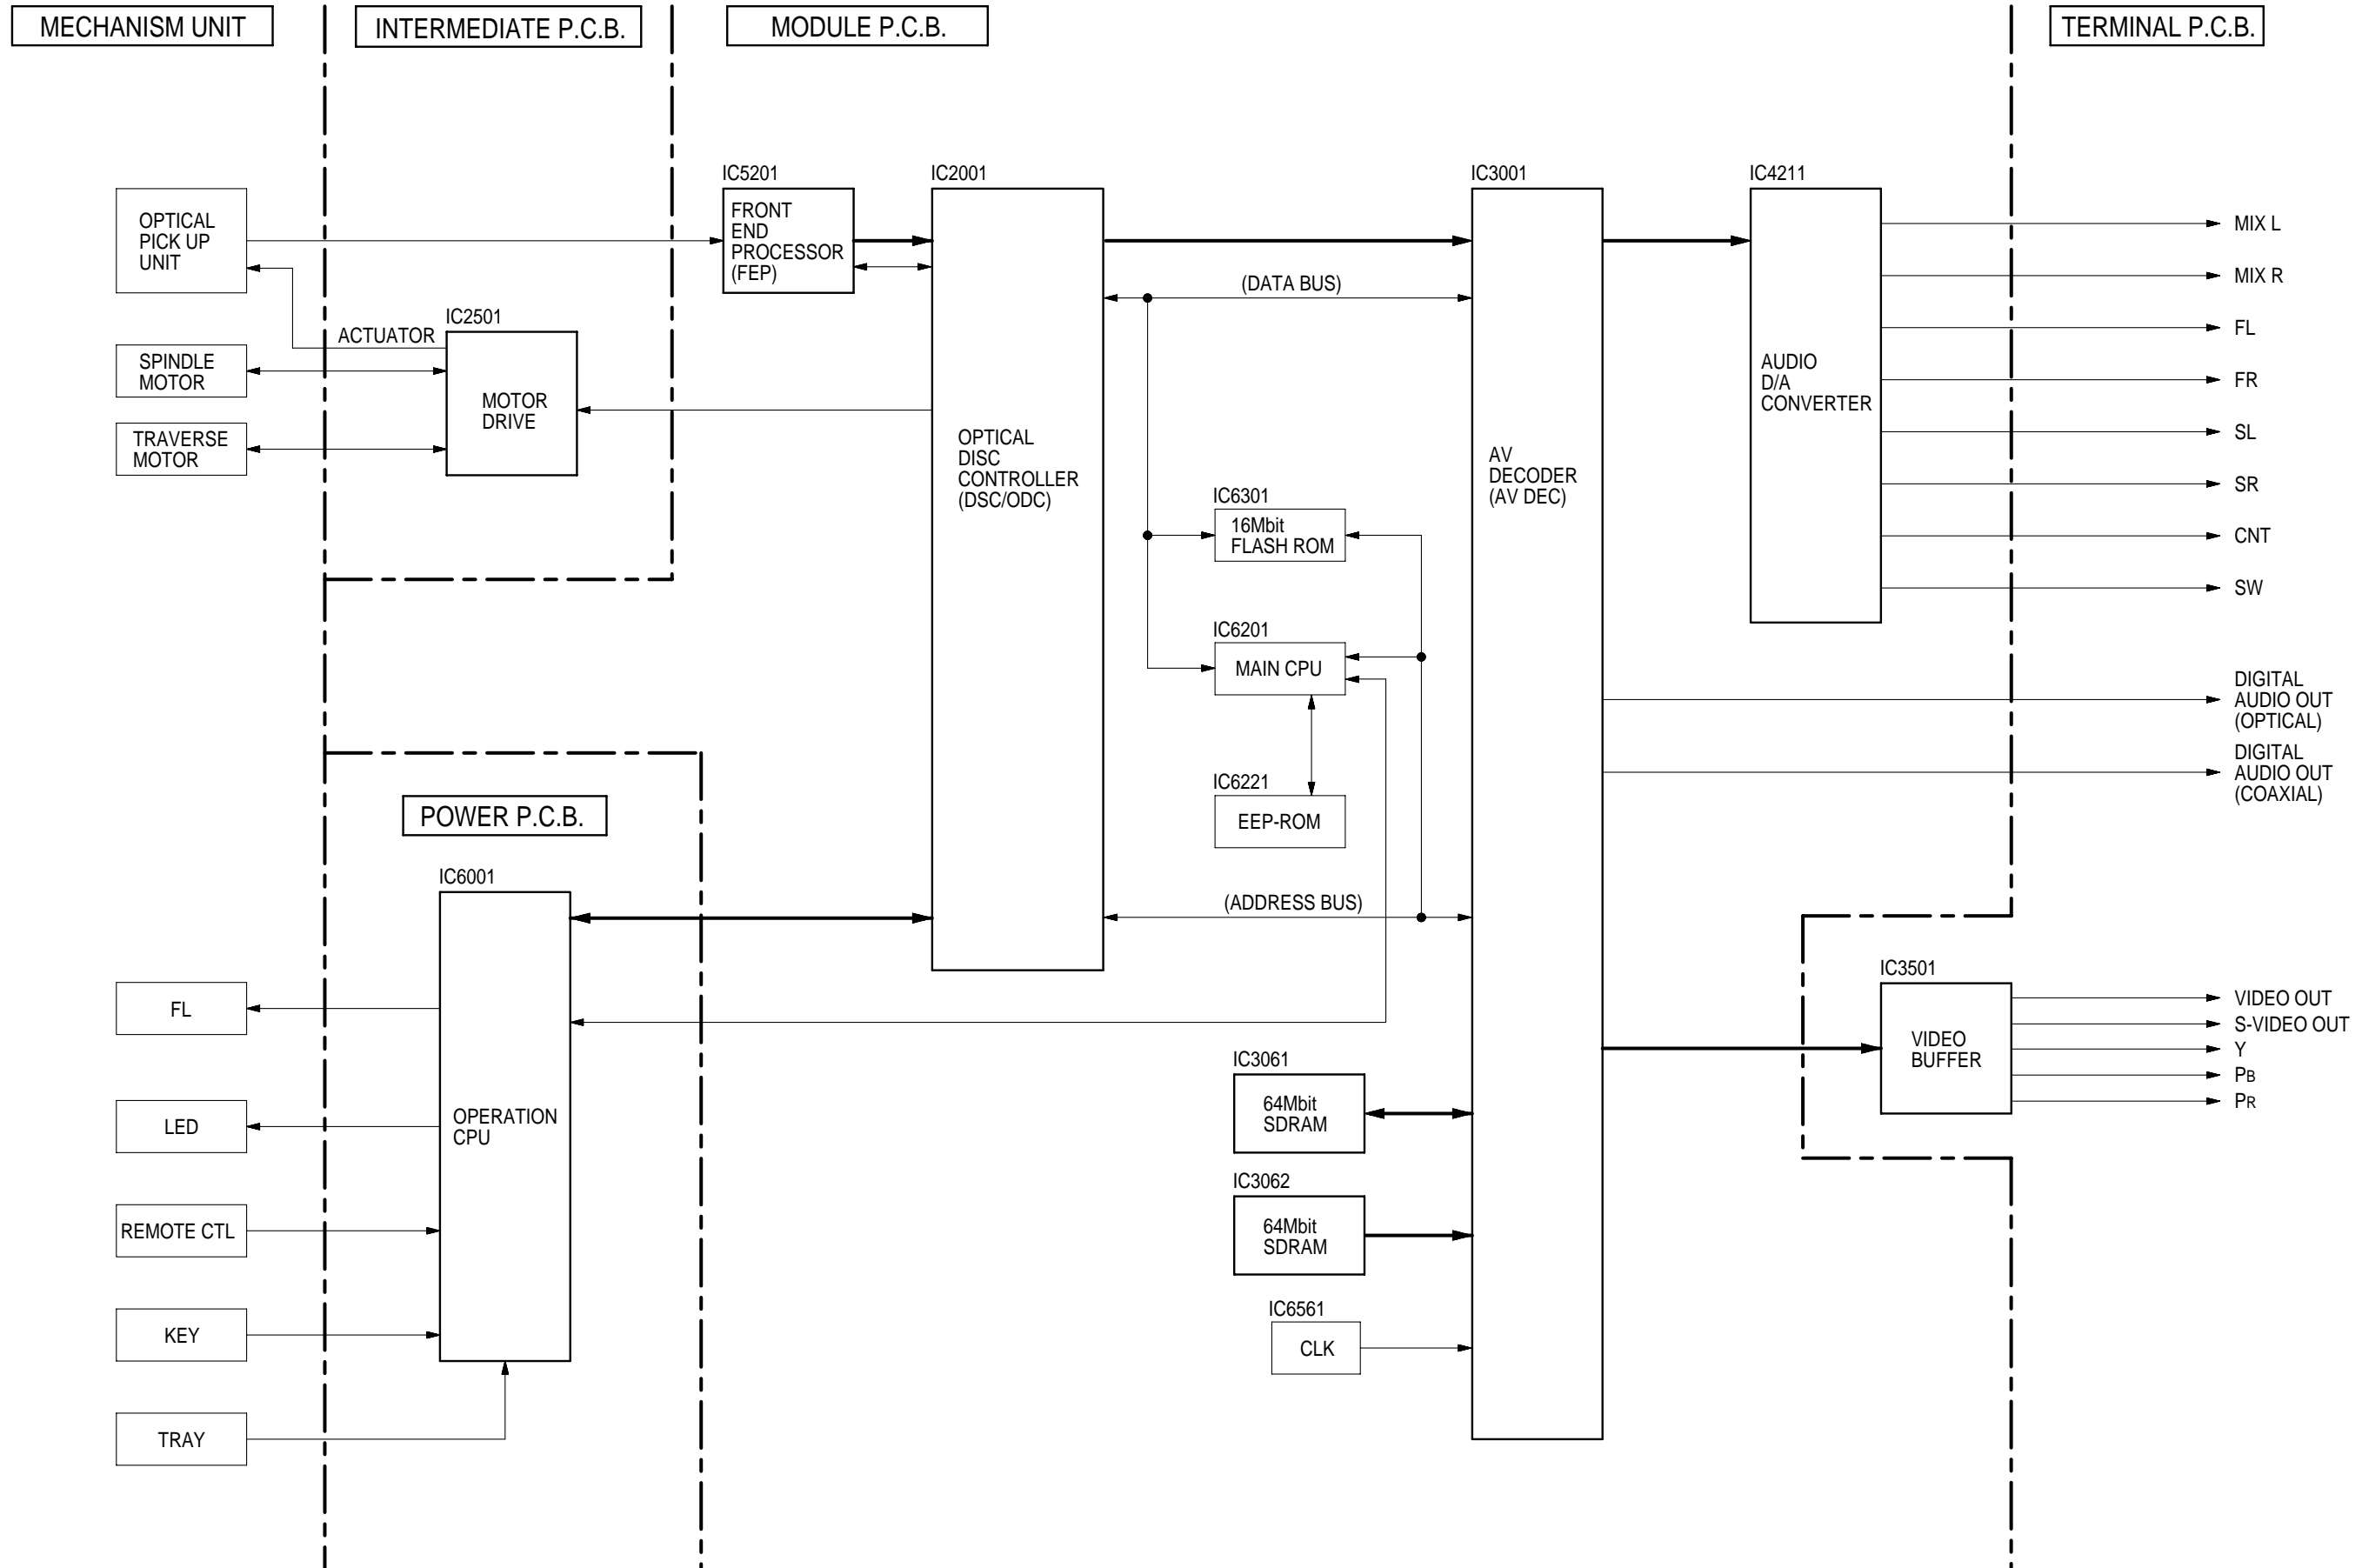 MECHANISM UNIT
INTERMEDIATE P.C.B.
MODULE P.C.B.
TERMINAL P.C.B.
OPTICAL
PICK UP
UNIT
SPINDLE
MOTOR
TRAVERSE
MOTOR
ACTUATOR
IC2501
MOTOR
DRIVE
IC5201
FRONT
END
PROCESSOR
(FEP)
IC2001
OPTICAL
DISC
CONTROLLER
(DSC/ODC)
(DATA BUS)
IC6301
16Mbit
FLASH ROM
IC6201
MAIN CPU
IC6221
EEP-ROM
(ADDRESS BUS)
IC3001
AV
DECODER
(AV DEC)
IC4211
AUDIO
D/A
CONVERTER
MIX L
MIX R
FL
FR
SL
SR
CNT
SW
DIGITAL
AUDIO OUT
(OPTICAL)
DIGITAL
AUDIO OUT
(COAXIAL)
POWER P.C.B.
IC6001
OPERATION
CPU
FL
LED
REMOTE CTL
KEY
TRAY
IC3061
64Mbit
SDRAM
IC3062
64Mbit
SDRAM
IC6561
CLK
IC3501
VIDEO
BUFFER
VIDEO OUT
S-VIDEO OUT
Y
PB
PR